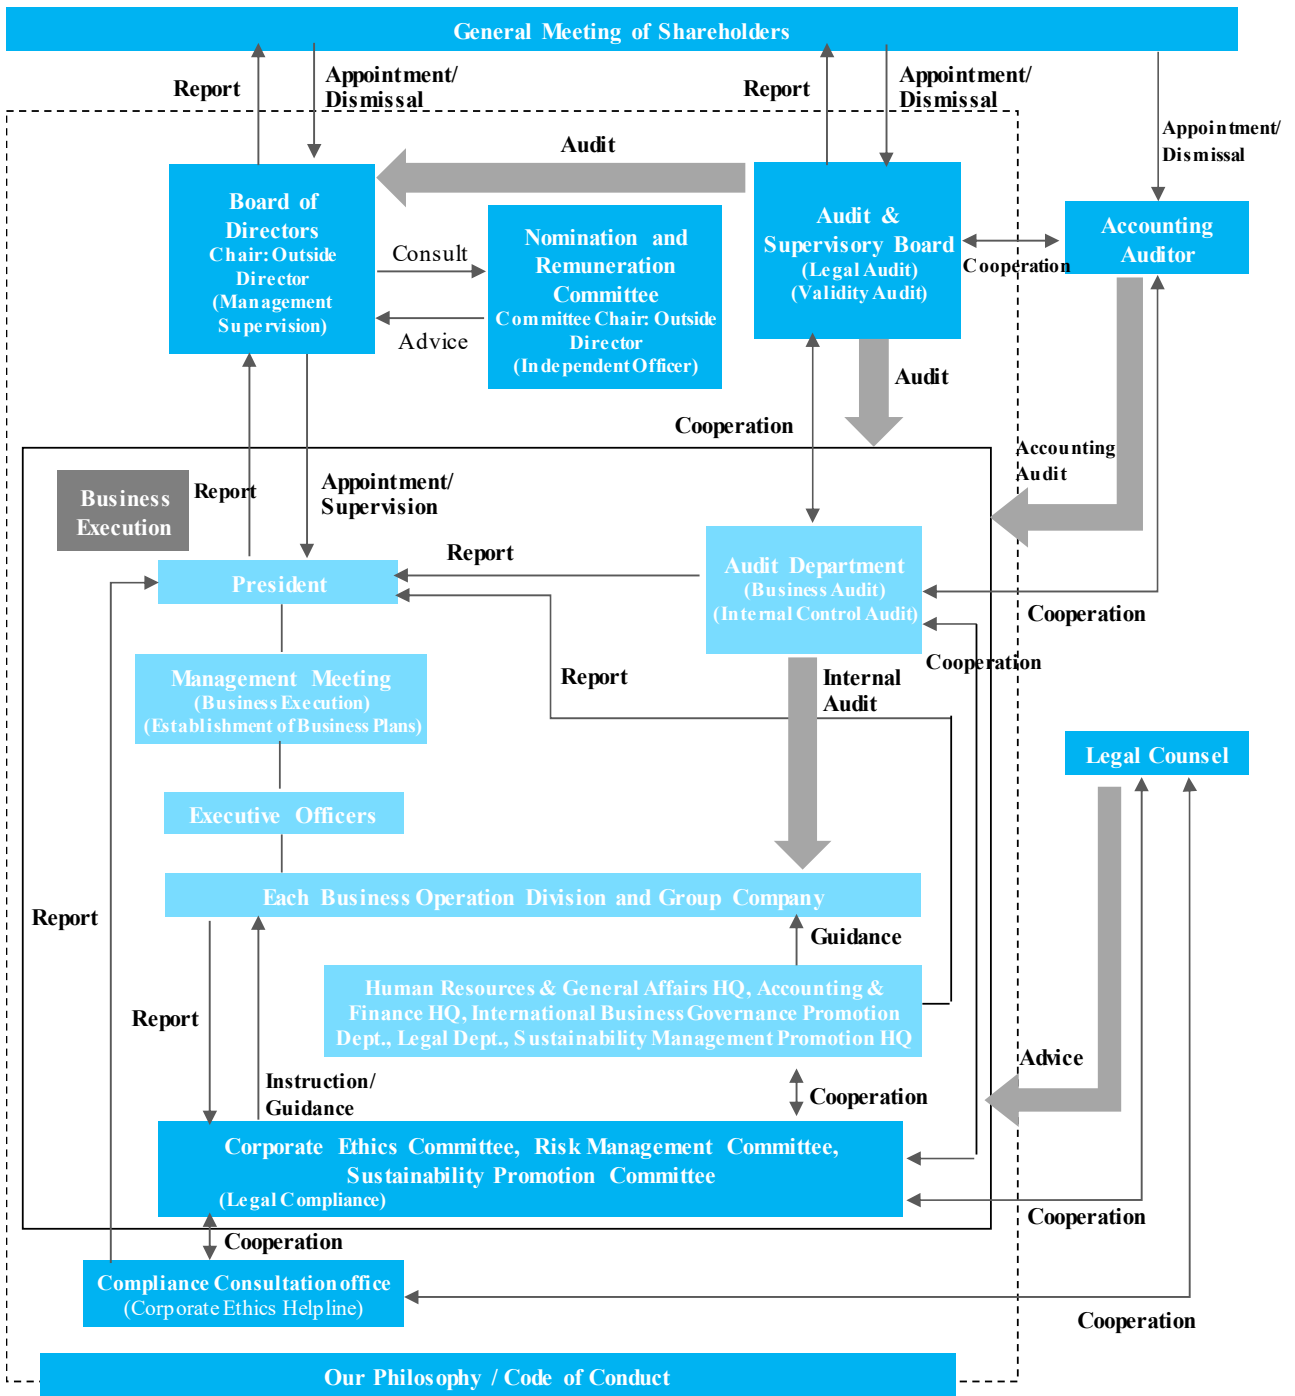 General Meeting of Shareholders
Report
Appointment/
Dismissal
Report
Appointment/
Dismissal
Appointment/
Dismissal
Audit
Board of
Directors
Chair: Outside
Director
(Management
Supervision)
Consult
Advice
Nomination and
Remuneration
Committee
Committee Chair: Outside
Director
(Independent Officer)
Audit &
Supervisory Board
(Legal Audit)
(Validity Audit)
Cooperation
Accounting
Auditor
Audit
Cooperation
Accounting
Audit
Business
Execution
Report
Appointment/
Supervision
President
Report
Audit Department
(Business Audit)
(Internal Control Audit)
Cooperation
Cooperation
Management Meeting
(Business Execution)
(Establishment of Business Plans)
Report
Internal
Audit
Legal Counsel
Executive Officers
Each Business Operation Division and Group Company
Report
Guidance
Human Resources & General Affairs HQ, Accounting &
Finance HQ, International Business Governance Promotion
Dept., Legal Dept., Sustainability Management Promotion HQ
Report
Instruction/
Guidance
Cooperation
Advice
Corporate Ethics Committee, Risk Management Committee,
Sustainability Promotion Committee
(Legal Compliance)
Cooperation
Cooperation
Compliance Consultation office
(Corporate Ethics Helpline)
Cooperation
Our Philosophy / Code of Conduct